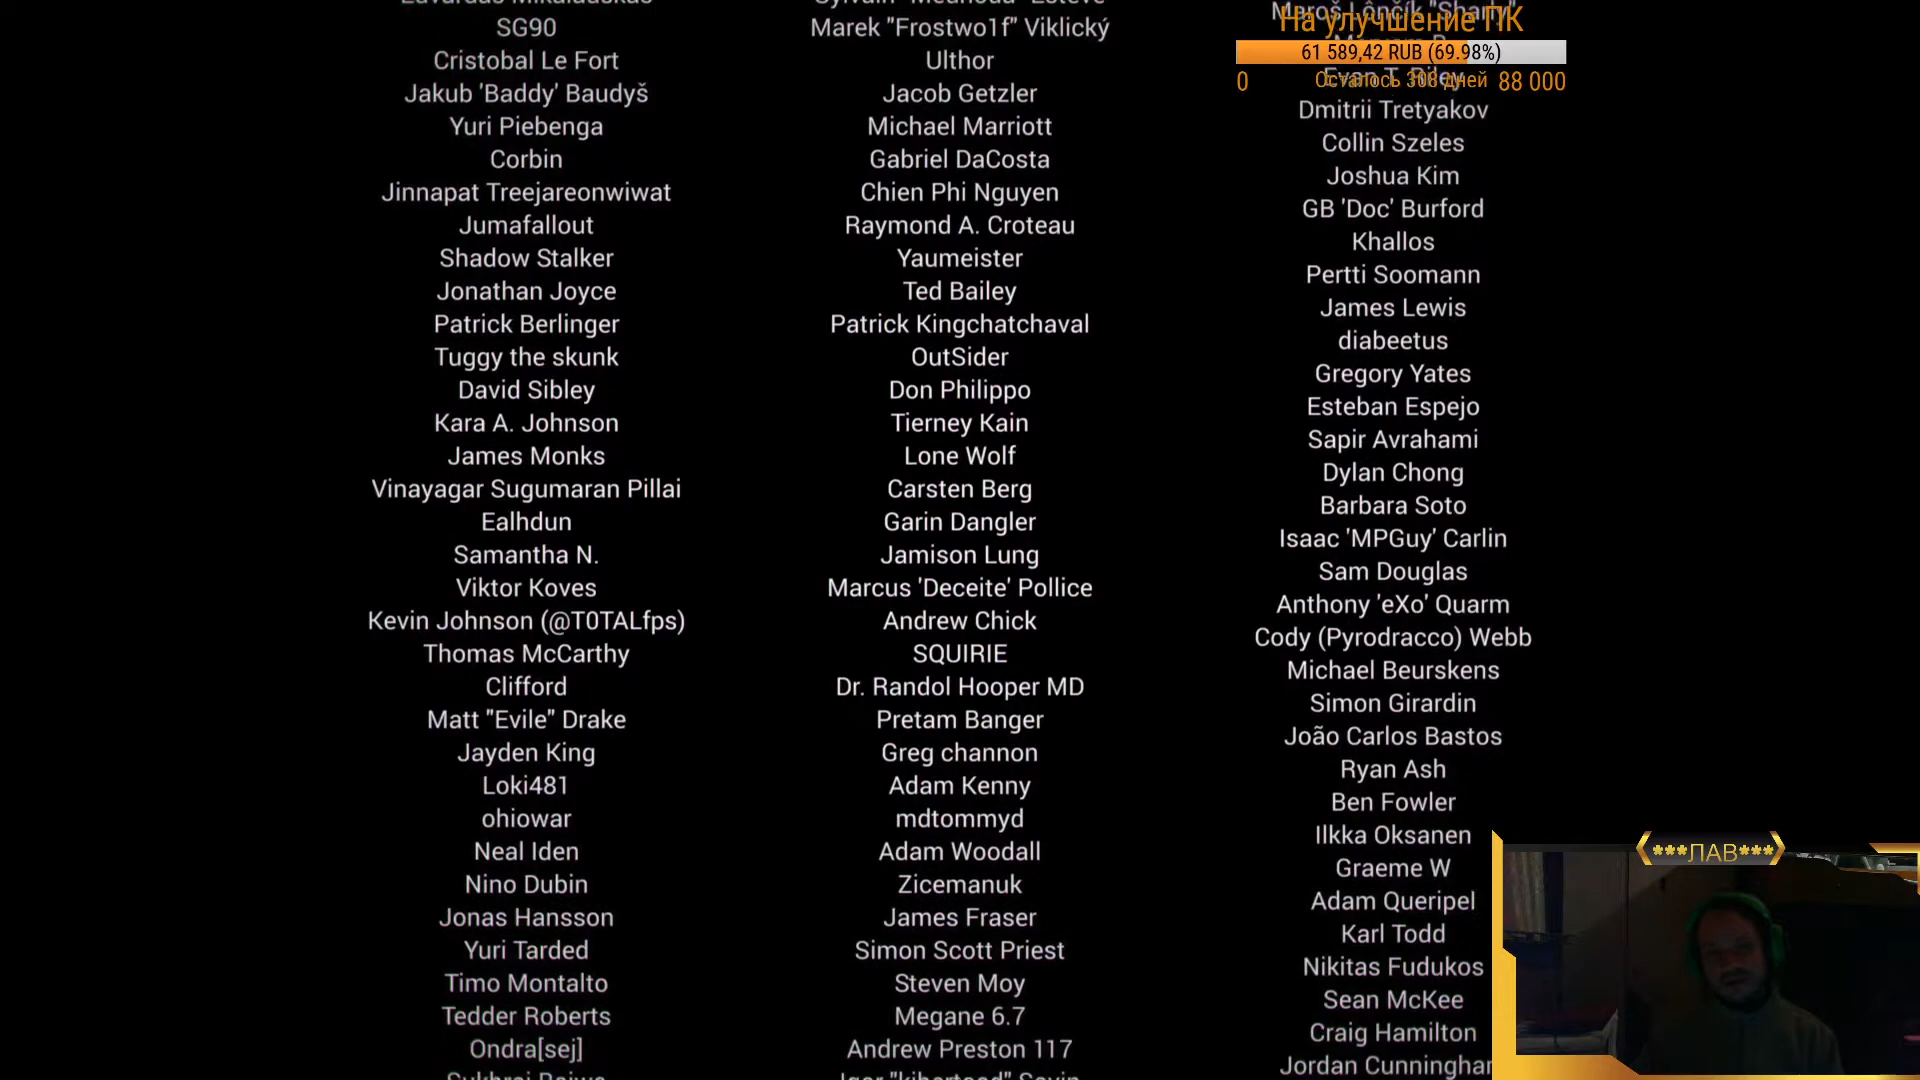 SG90
Cristobal Le Fort
Jakub 'Baddy' Baudyš
Yuri Piebenga
Corbin
Jinnapat Treejareonwiwat
Jumafallout
Shadow Stalker
Jonathan Joyce
Patrick Berlinger
Tuggy the skunk
David Sibley
Kara A. Johnson
James Monks
Vinayagar Sugumaran Pillai
Ealhdun
Samantha N.
Viktor Koves
Kevin Johnson (@T0TALfps)
Thomas McCarthy
Clifford
Matt "Evile" Drake
Jayden King
Loki481
ohiowar
Neal Iden
Nino Dubin
Jonas Hansson
Yuri Tarded
Timo Montalto
Tedder Roberts
Ondra[sej]
Marek "Frostwo1f" Viklický
Ulthor
Jacob Getzler
Michael Marriott
Gabriel DaCosta
Chien Phi Nguyen
Raymond A. Croteau
Yaumeister
Ted Bailey
Patrick Kingchatchaval
OutSider
Don Philippo
Tierney Kain
Lone Wolf
Carsten Berg
Garin Dangler
Jamison Lung
Marcus 'Deceite' Pollice
Andrew Chick
SQUIRIE
Dr. Randol Hooper MD
Pretam Banger
Greg channon
Adam Kenny
mdtommyd
Adam Woodall
Zicemanuk
James Fraser
Simon Scott Priest
Steven Moy
Megane 6.7
Andrew Preston 117
На улучшение ПК
61 589,42 RUB (69.98%)
0 Осталось 308 дней 88 000
Evan T. Riley
Dmitrii Tretyakov
Collin Szeles
Joshua Kim
GB 'Doc' Burford
Khallos
Pertti Soomann
James Lewis
diabeetus
Gregory Yates
Esteban Espejo
Sapir Avrahami
Dylan Chong
Barbara Soto
Isaac 'MPGuy' Carlin
Sam Douglas
Anthony 'eXo' Quarm
Cody (Pyrodracco) Webb
Michael Beurskens
Simon Girardin
João Carlos Bastos
Ryan Ash
Ben Fowler
Ilkka Oksanen
Graeme W
Adam Queripel
Karl Todd
Nikitas Fudukos
Sean McKee
Craig Hamilton
Jordan Cunningham
***ЛАВ***